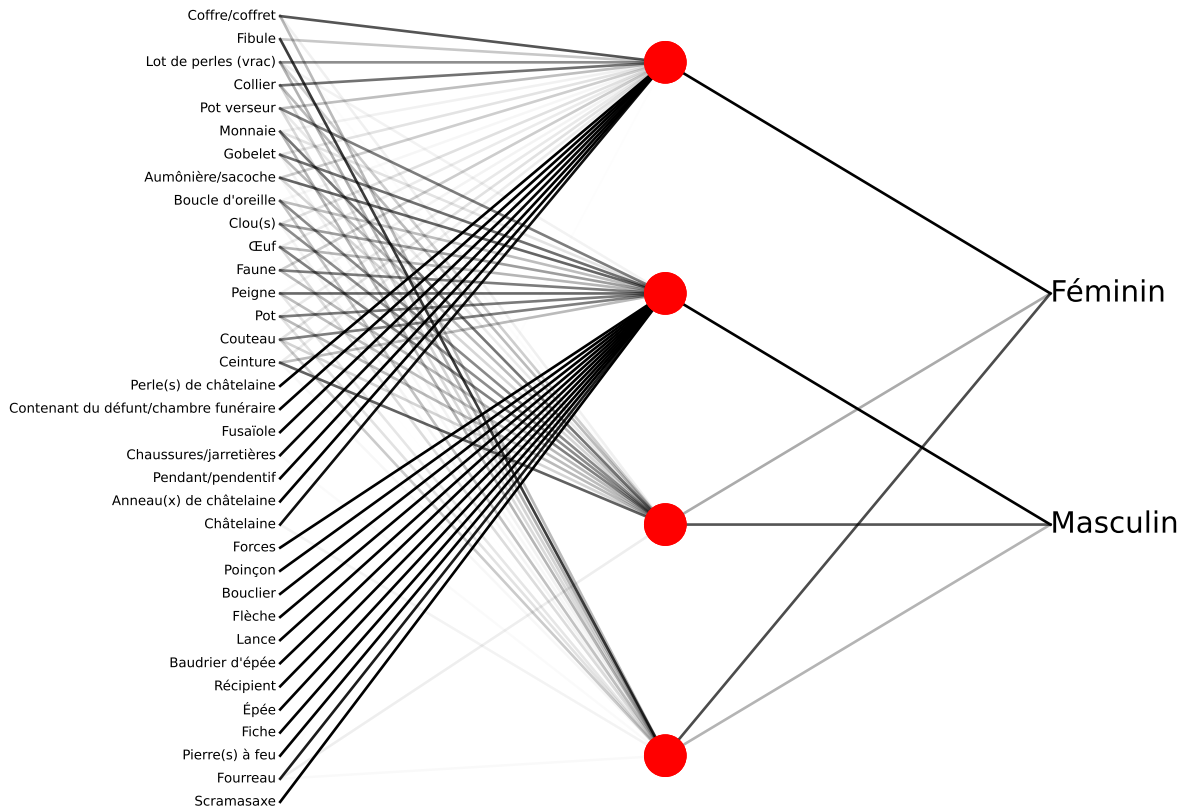 Coffre/coffret
Fibule
Lot de perles (vrac)
Collier
Pot verseur
Monnaie
Gobelet
Aumônière/sacoche
Boucle d'oreille
Clou(s)
Œuf
Faune
Peigne
Pot
Couteau
Ceinture
Perle(s) de châtelaine
Contenant du défunt/chambre funéraire
Fusaïole
Chaussures/jarretières
Pendant/pendentif
Anneau(x) de châtelaine
Châtelaine
Forces
Poinçon
Bouclier
Flèche
Lance
Baudrier d'épée
Récipient
Épée
Fiche
Pierre(s) à feu
Fourreau
Scramasaxe
Féminin
Masculin